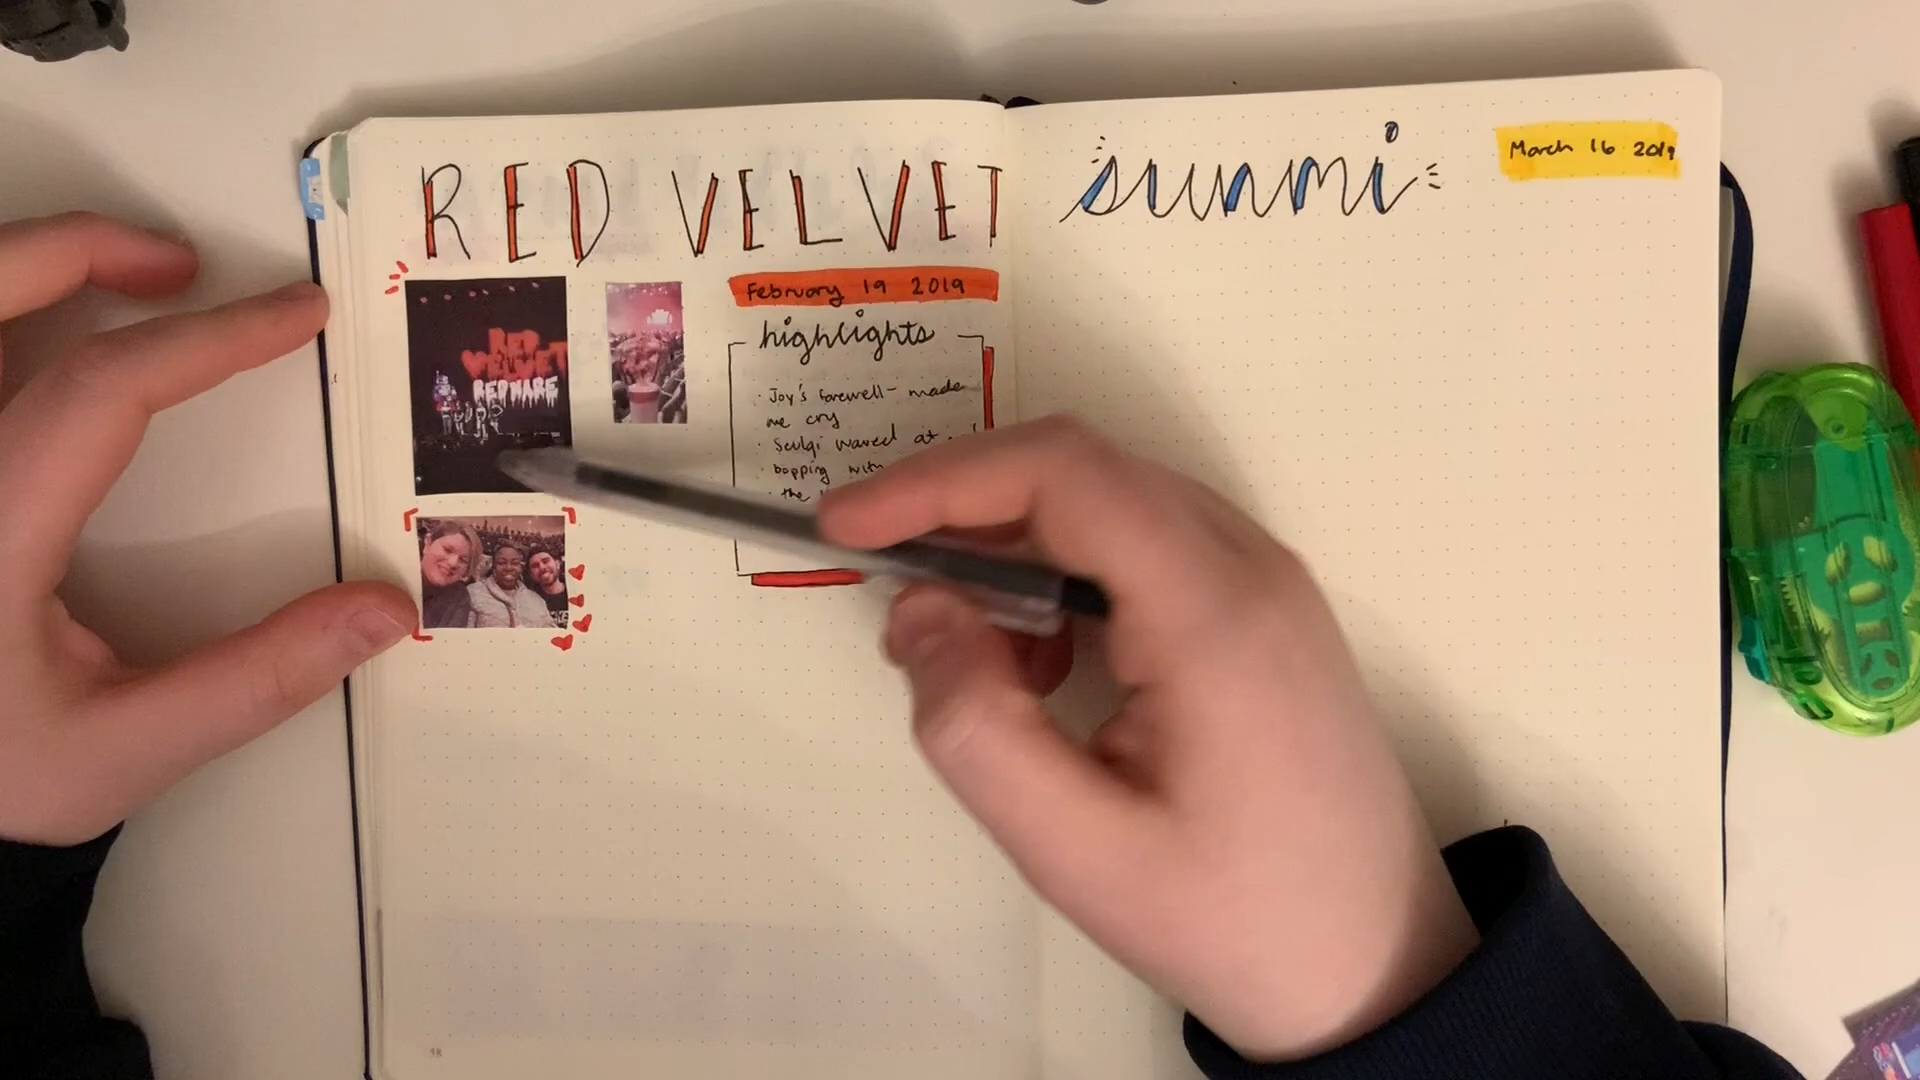 RED VELVET
sunmi
March 16 2019
RED
VELVET
REDMARE
February 19 2019
highlights
· Joy's farewell - made
me cry
· Seulgi waved at
bopping with
· the
98